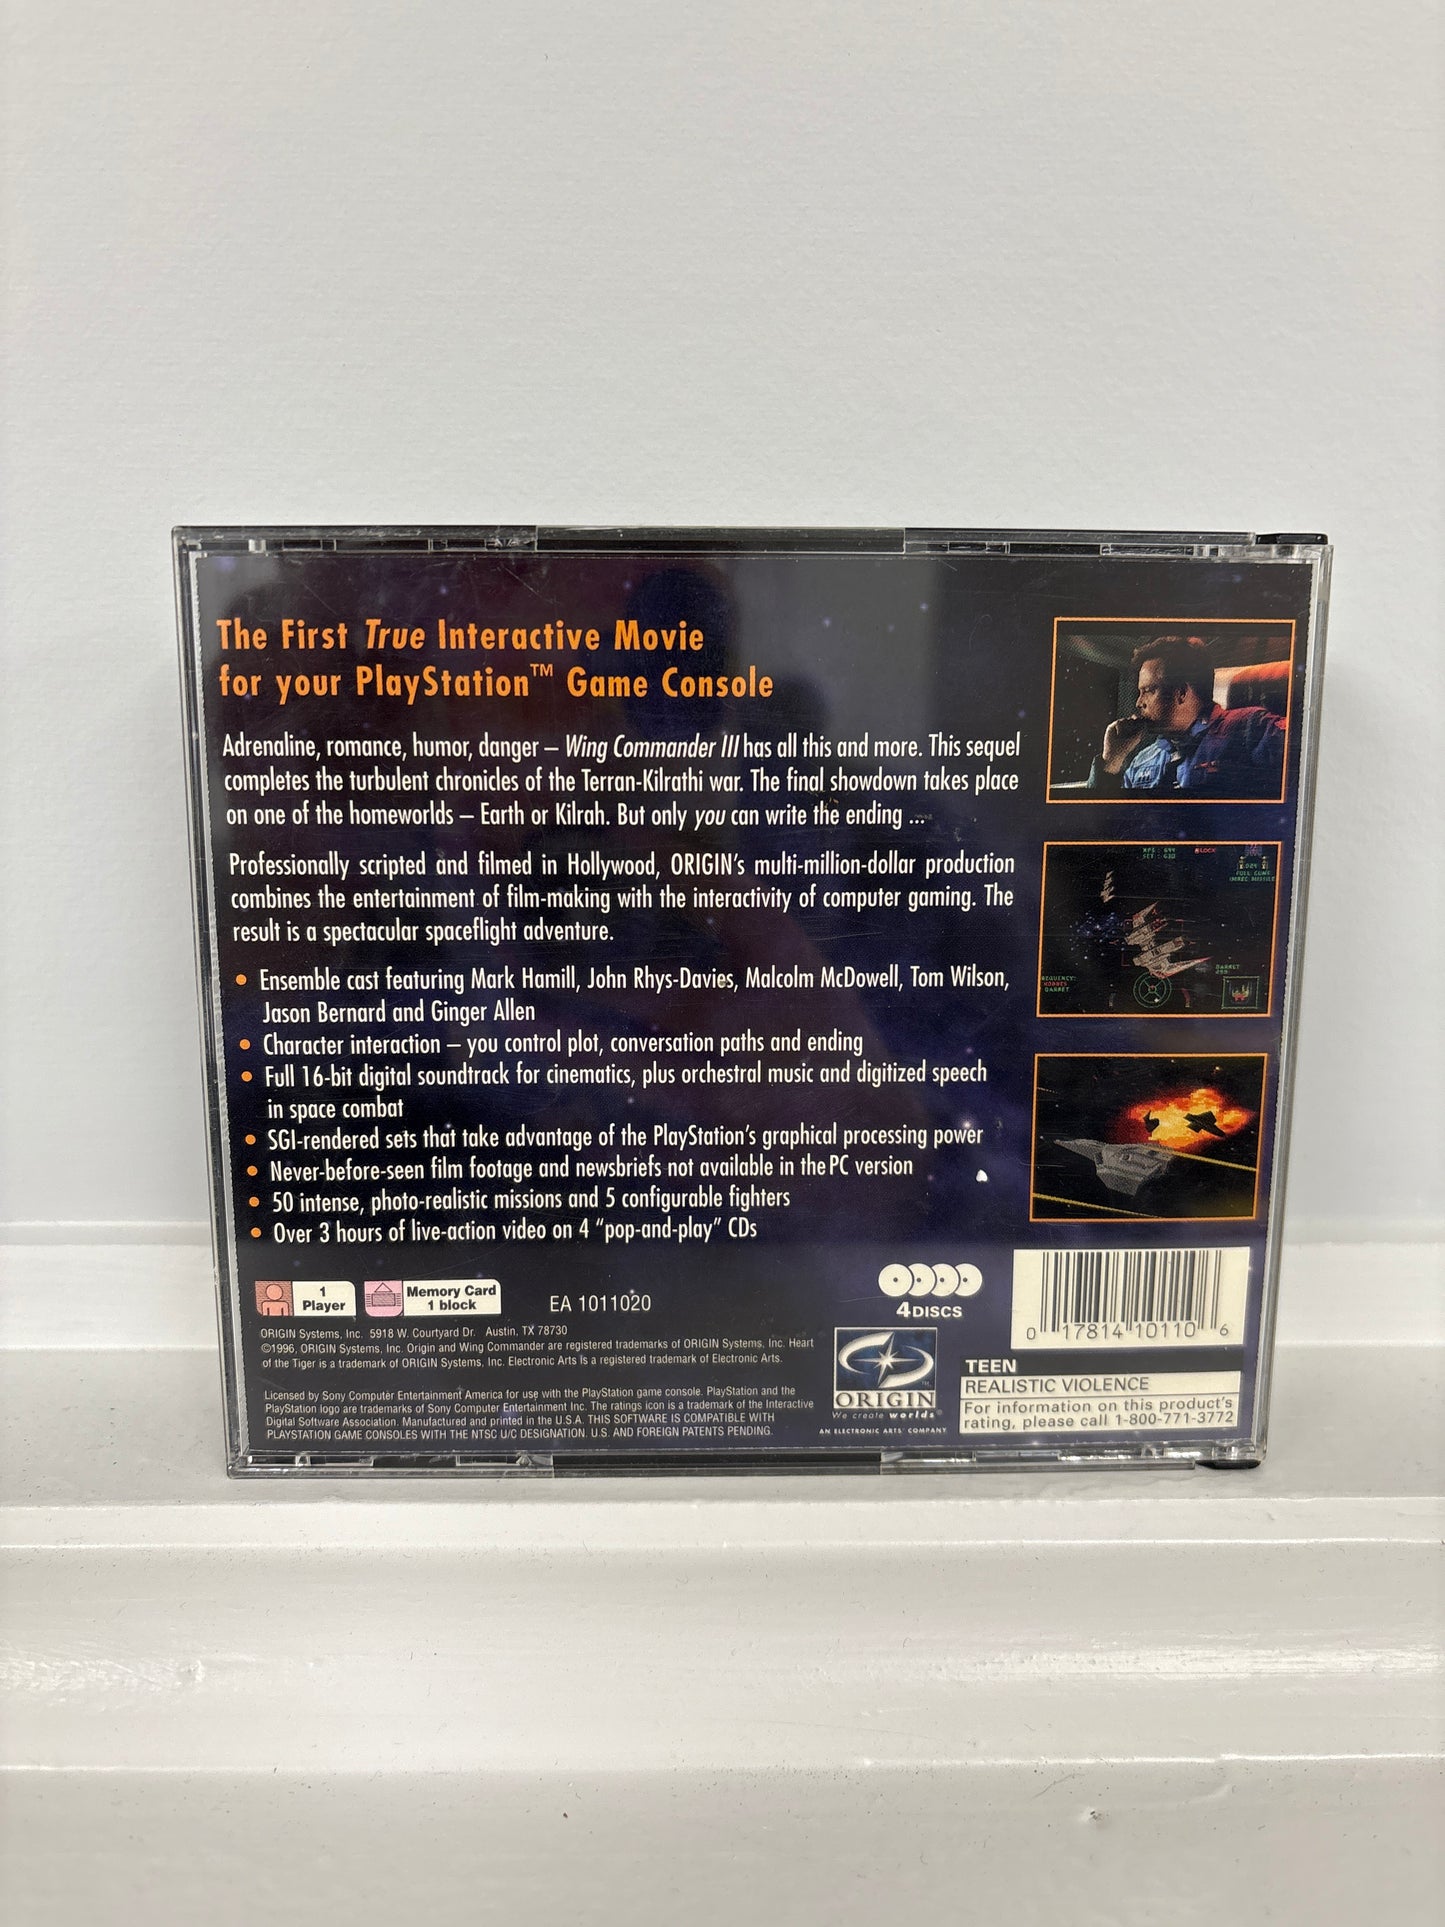 The First True Interactive Movie
for your PlayStation™ Game Console
Adrenaline, romance, humor, danger – Wing Commander III has all this and more. This sequel
completes the turbulent chronicles of the Terran-Kilrathi war. The final showdown takes place
on one of the homeworlds – Earth or Kilrah. But only you can write the ending ...
Professionally scripted and filmed in Hollywood, ORIGIN's multi-million-dollar production
combines the entertainment of film-making with the interactivity of computer gaming. The
result is a spectacular spaceflight adventure.
• Ensemble cast featuring Mark Hamill, John Rhys-Davies, Malcolm McDowell, Tom Wilson,
Jason Bernard and Ginger Allen
• Character interaction – you control plot, conversation paths and ending
• Full 16-bit digital soundtrack for cinematics, plus orchestral music and digitized speech
in space combat
• SGI-rendered sets that take advantage of the PlayStation's graphical processing power
• Never-before-seen film footage and newsbriefs not available in the PC version
• 50 intense, photo-realistic missions and 5 configurable fighters
• Over 3 hours of live-action video on 4 “pop-and-play” CDs
1
Player
Memory Card
1 block
EA 1011020
4 DISCS
0 17814 10110 6
ORIGIN Systems, Inc. 5918 W. Courtyard Dr. Austin, TX 78730
©1996, ORIGIN Systems, Inc. Origin and Wing Commander are registered trademarks of ORIGIN Systems, Inc. Heart
of the Tiger is a trademark of ORIGIN Systems, Inc. Electronic Arts is a registered trademark of Electronic Arts.
Licensed by Sony Computer Entertainment America for use with the PlayStation game console. PlayStation and the
PlayStation logo are trademarks of Sony Computer Entertainment Inc. The ratings icon is a trademark of the Interactive
Digital Software Association. Manufactured and printed in the U.S.A. THIS SOFTWARE IS COMPATIBLE WITH
PLAYSTATION GAME CONSOLES WITH THE NTSC U/C DESIGNATION. U.S. AND FOREIGN PATENTS PENDING.
ORIGIN
We create worlds®
AN ELECTRONIC ARTS COMPANY
TEEN
REALISTIC VIOLENCE
For information on this product's
rating, please call 1-800-771-3772